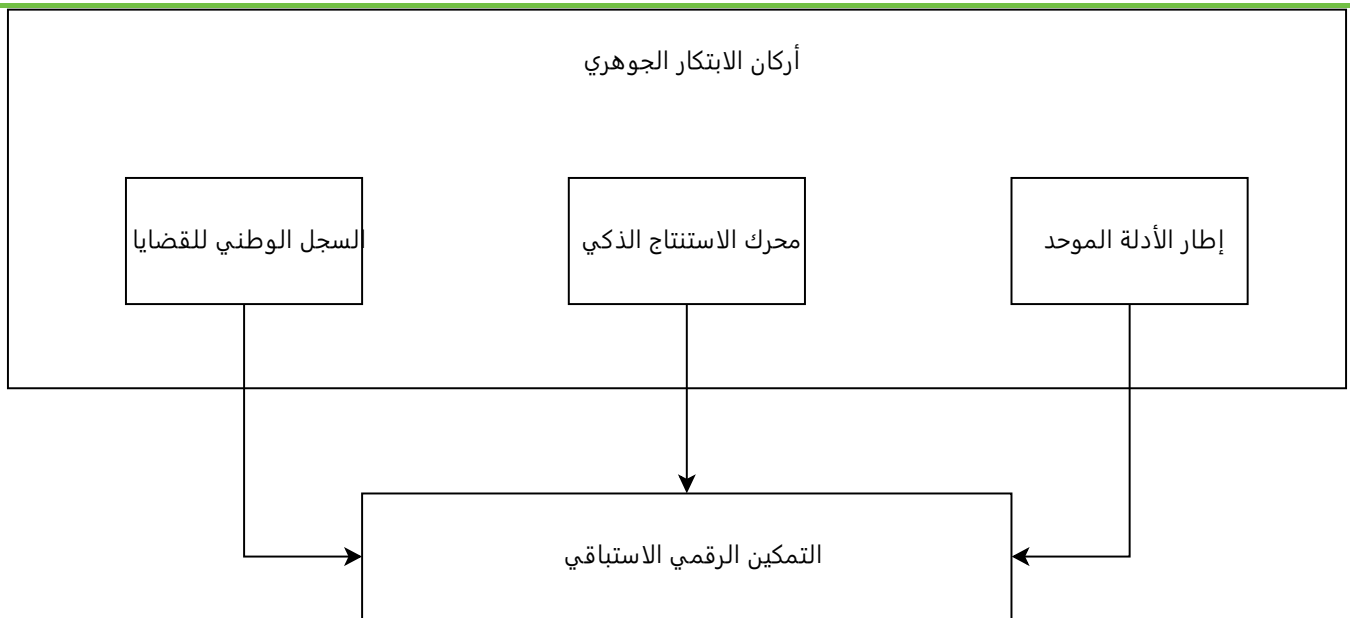 أركان الابتكار الجوهري
إطار الأدلة الموحد
محرك الاستنتاج الذكي
السجل الوطني للقضايا
التمكين الرقمي الاستباقي